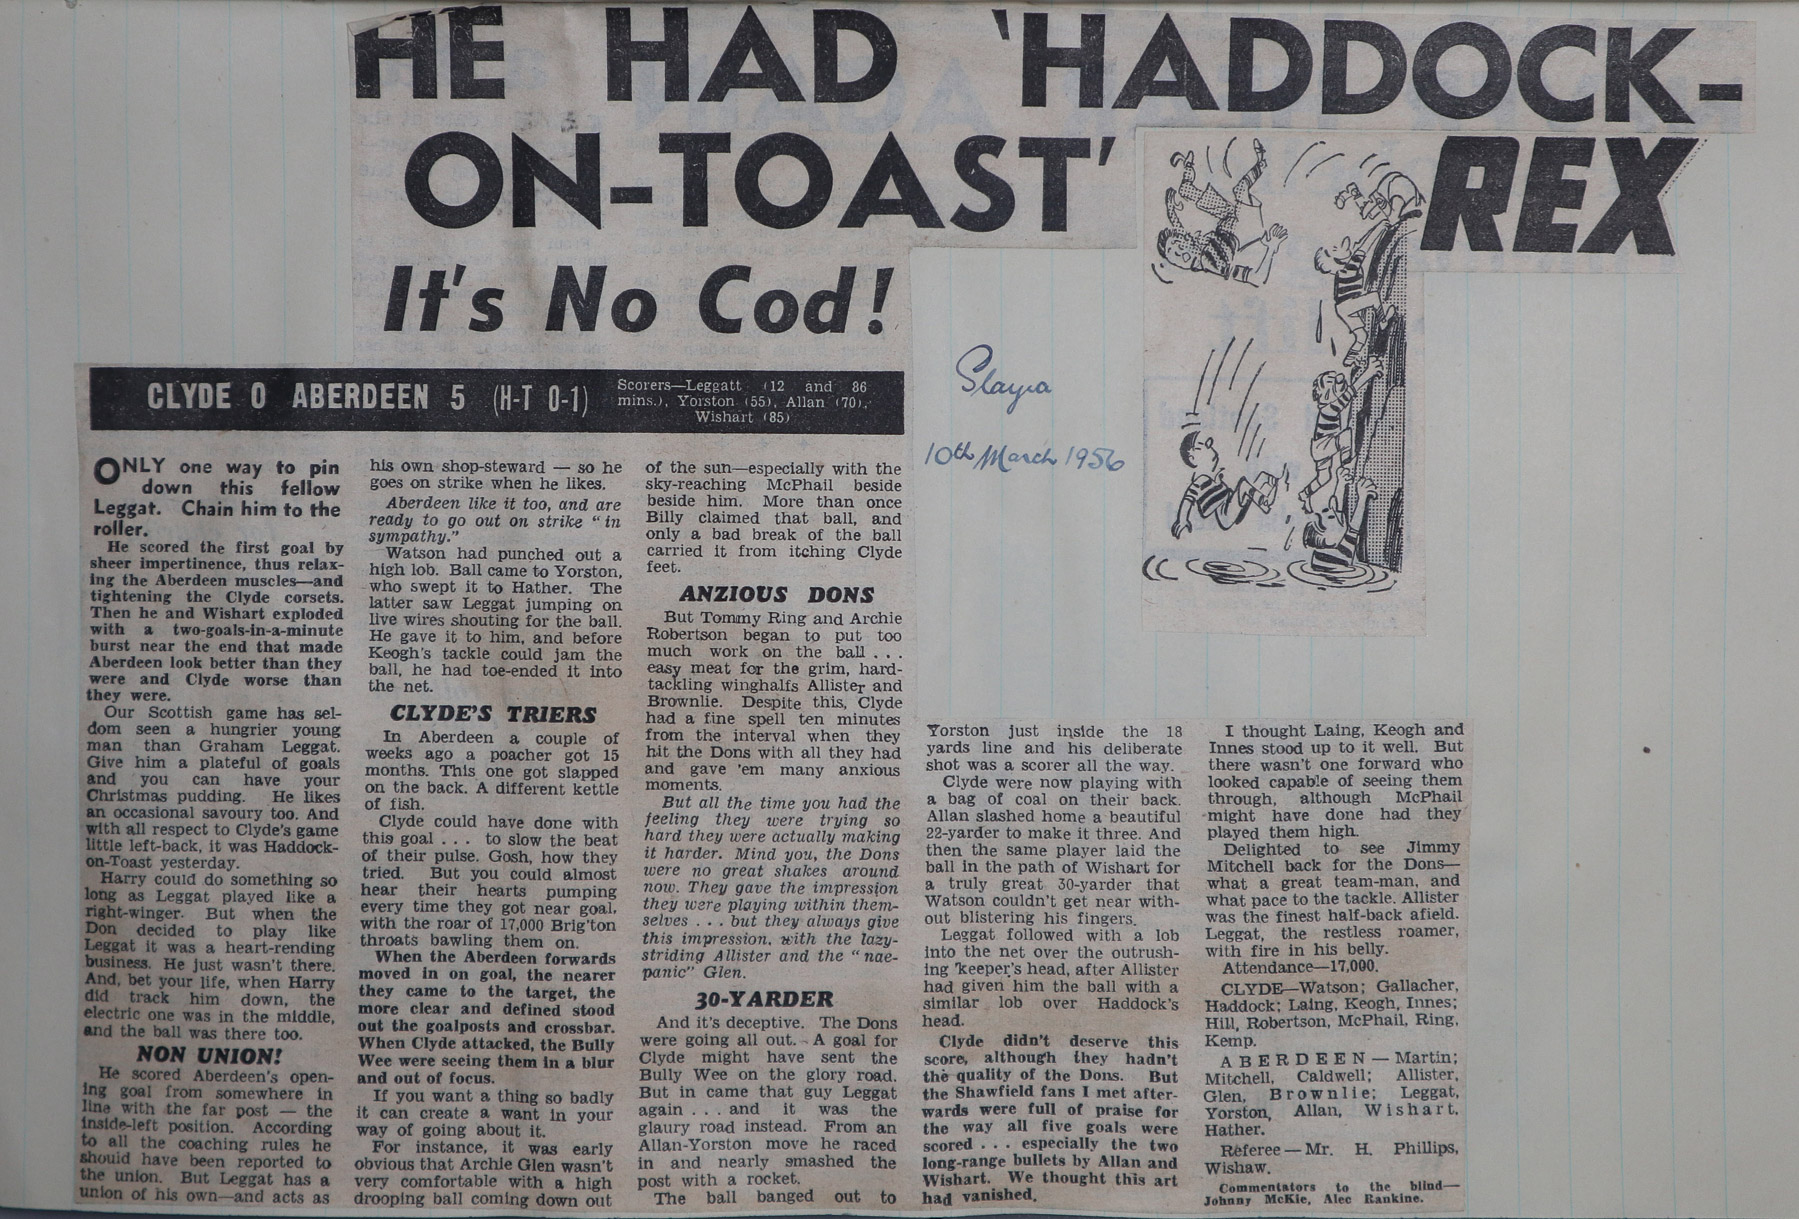 HE HAD 'HADDOCK-
ON-TOAST'
REX
It's No Cod!
CLYDE 0 ABERDEEN 5 (H-T 0-1)
Scorers—Leggatt (12 and 86
mins.), Yorston (55), Allan (70),
Wishart (85)
10th March 1956
ONLY one way to pin
down this fellow
Leggat. Chain him to the
roller.
He scored the first goal by
sheer impertinence, thus relax-
ing the Aberdeen muscles—and
tightening the Clyde corsets.
Then he and Wishart exploded
with a two-goals-in-a-minute
burst near the end that made
Aberdeen look better than they
were and Clyde worse than
they were.
Our Scottish game has sel-
dom seen a hungrier young
man than Graham Leggat.
Give him a plateful of goals
and you can have your
Christmas pudding. He likes
an occasional savoury too. And
with all respect to Clyde's game
little left-back, it was Haddock-
on-Toast yesterday.
Harry could do something so
long as Leggat played like a
right-winger. But when the
Don decided to play like
Leggat it was a heart-rending
business. He just wasn't there.
And, bet your life, when Harry
did track him down, the
electric one was in the middle,
and the ball was there too.
NON UNION!
He scored Aberdeen's open-
ing goal from somewhere in
line with the far post — the
inside-left position. According
to all the coaching rules he
should have been reported to
the union. But Leggat has a
union of his own—and acts as
his own shop-steward — so he
goes on strike when he likes.
Aberdeen like it too, and are
ready to go out on strike "in
sympathy."
Watson had punched out a
high lob. Ball came to Yorston,
who swept it to Hather. The
latter saw Leggat jumping on
live wires shouting for the ball.
He gave it to him, and before
Keogh's tackle could jam the
ball, he had toe-ended it into
the net.
CLYDE'S TRIERS
In Aberdeen a couple of
weeks ago a poacher got 15
months. This one got slapped
on the back. A different kettle
of fish.
Clyde could have done with
this goal . . . to slow the beat
of their pulse. Gosh, how they
tried. But you could almost
hear their hearts pumping
every time they got near goal,
with the roar of 17,000 Brig'ton
throats bawling them on.
When the Aberdeen forwards
moved in on goal, the nearer
they came to the target, the
more clear and defined stood
out the goalposts and crossbar.
When Clyde attacked, the Bully
Wee were seeing them in a blur
and out of focus.
If you want a thing so badly
it can create a want in your
way of going about it.
For instance, it was early
obvious that Archie Glen wasn't
very comfortable with a high
drooping ball coming down out
of the sun—especially with the
sky-reaching McPhail beside
beside him. More than once
Billy claimed that ball, and
only a bad break of the ball
carried it from itching Clyde
feet.
ANZIOUS DONS
But Tommy Ring and Archie
Robertson began to put too
much work on the ball . . .
easy meat for the grim, hard-
tackling winghalfs Allister and
Brownlie. Despite this, Clyde
had a fine spell ten minutes
from the interval when they
hit the Dons with all they had
and gave 'em many anxious
moments.
But all the time you had the
feeling they were trying so
hard they were actually making
it harder. Mind you, the Dons
were no great shakes around
now. They gave the impression
they were playing within them-
selves . . . but they always give
this impression, with the lazy-
striding Allister and the "nae-
panic" Glen.
30-YARDER
And it's deceptive. The Dons
were going all out. A goal for
Clyde might have sent the
Bully Wee on the glory road.
But in came that guy Leggat
again . . . and it was the
glaury road instead. From an
Allan-Yorston move he raced
in and nearly smashed the
post with a rocket.
The ball banged out to
Yorston just inside the 18
yards line and his deliberate
shot was a scorer all the way.
Clyde were now playing with
a bag of coal on their back.
Allan slashed home a beautiful
22-yarder to make it three. And
then the same player laid the
ball in the path of Wishart for
a truly great 30-yarder that
Watson couldn't get near with-
out blistering his fingers.
Leggat followed with a lob
into the net over the outrush-
ing 'keeper's head, after Allister
had given him the ball with a
similar lob over Haddock's
head.
Clyde didn't deserve this
score, although they hadn't
the quality of the Dons. But
the Shawfield fans I met after-
wards were full of praise for
the way all five goals were
scored . . . especially the two
long-range bullets by Allan and
Wishart. We thought this art
had vanished.
I thought Laing, Keogh and
Innes stood up to it well. But
there wasn't one forward who
looked capable of seeing them
through, although McPhail
might have done had they
played them high.
Delighted to see Jimmy
Mitchell back for the Dons—
what a great team-man, and
what pace to the tackle. Allister
was the finest half-back afield.
Leggat, the restless roamer,
with fire in his belly.
Attendance—17,000.
CLYDE—Watson; Gallacher,
Haddock; Laing, Keogh, Innes;
Hill, Robertson, McPhail, Ring,
Kemp.
ABERDEEN — Martin;
Mitchell, Caldwell; Allister,
Glen, Brownlie; Leggat,
Yorston, Allan, Wishart,
Hather.
Referee — Mr. H. Phillips,
Wishaw.
Commentators to the blind—
Johnny McKie, Alec Rankine.